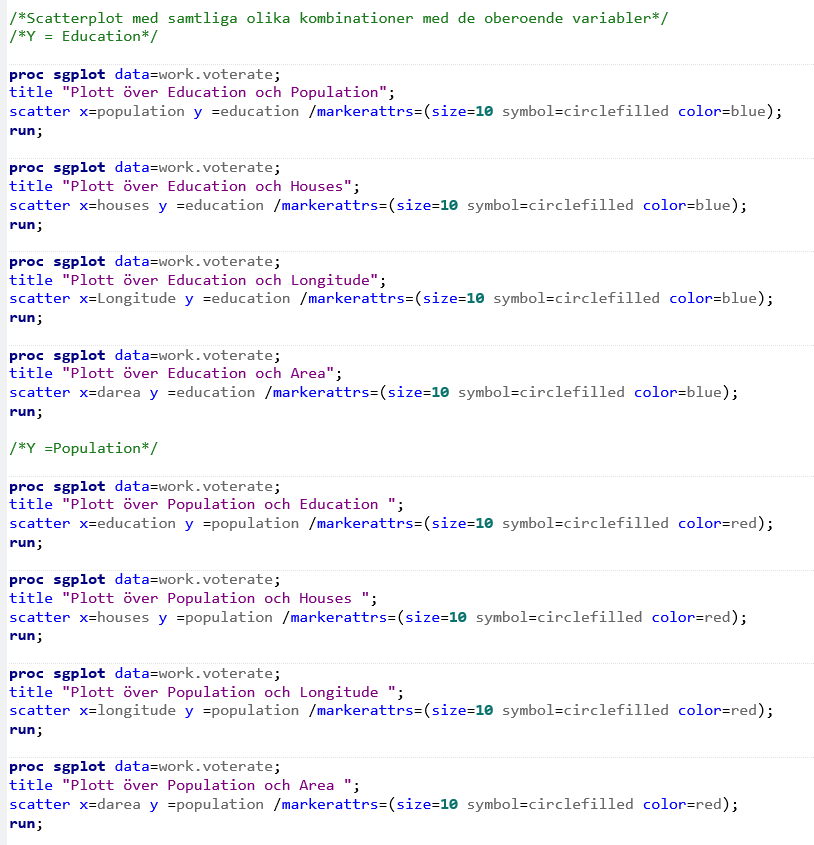 /*Scatterplot med samtliga olika kombinationer med de oberoende variabler*/
/*Y = Education*/
proc sgplot data=work.voterate;
title "Plott över Education och Population";
scatter x=population y =education /markerattrs=(size=10 symbol=circlefilled color=blue);
run;
proc sgplot data=work.voterate;
title "Plott över Education och Houses";
scatter x=houses y =education /markerattrs=(size=10 symbol=circlefilled color=blue);
run;
proc sgplot data=work.voterate;
title "Plott över Education och Longitude";
scatter x=Longitude y =education /markerattrs=(size=10 symbol=circlefilled color=blue);
run;
proc sgplot data=work.voterate;
title "Plott över Education och Area";
scatter x=darea y =education /markerattrs=(size=10 symbol=circlefilled color=blue);
run;
/*Y =Population*/
proc sgplot data=work.voterate;
title "Plott över Population och Education ";
scatter x=education y =population /markerattrs=(size=10 symbol=circlefilled color=red);
run;
proc sgplot data=work.voterate;
title "Plott över Population och Houses ";
scatter x=houses y =population /markerattrs=(size=10 symbol=circlefilled color=red);
run;
proc sgplot data=work.voterate;
title "Plott över Population och Longitude ";
scatter x=longitude y =population /markerattrs=(size=10 symbol=circlefilled color=red);
run;
proc sgplot data=work.voterate;
title "Plott över Population och Area ";
scatter x=darea y =population /markerattrs=(size=10 symbol=circlefilled color=red);
run;